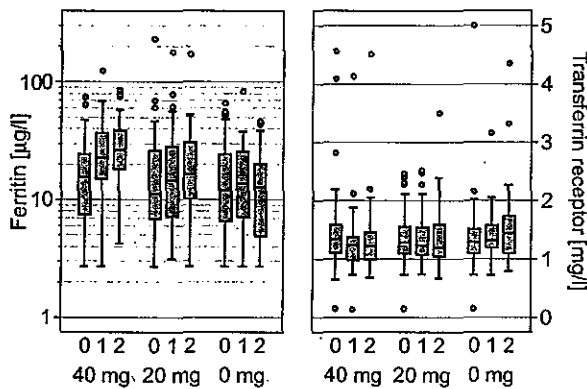 Ferritin [µg/l]
100
10
1
0 1 2 0 1 2 0 1 2
40 mg 20 mg 0 mg
0 1 2 0 1 2 0 1 2
40 mg 20 mg 0 mg
5
4
3
2
1
0
Transferrin receptor [mg/l]